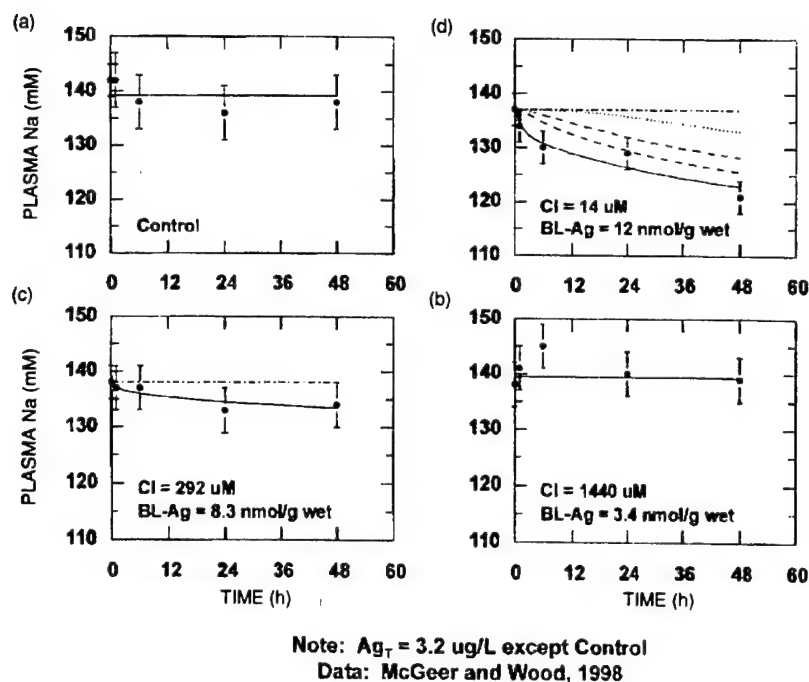 (a)
PLASMA Na (mM)
150
140
130
120
110
Control
0 12 24 36 48 60
(d)
150
140
130
120
110
Cl = 14 uM
BL-Ag = 12 nmol/g wet
0 12 24 36 48 60
(c)
PLASMA Na (mM)
150
140
130
120
110
Cl = 292 uM
BL-Ag = 8.3 nmol/g wet
0 12 24 36 48 60
TIME (h)
(b)
150
140
130
120
110
Cl = 1440 uM
BL-Ag = 3.4 nmol/g wet
0 12 24 36 48 60
TIME (h)
Note: AgT = 3.2 ug/L except Control
Data: McGeer and Wood, 1998